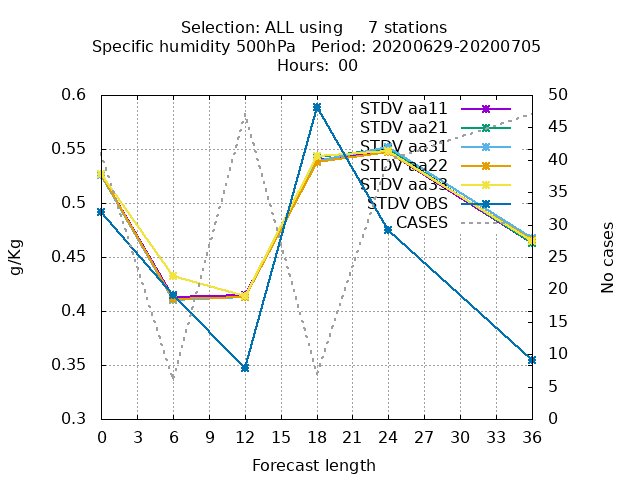 Selection: ALL using 7 stations
Specific humidity 500hPa Period: 20200629-20200705
Hours: 00
0.6
0.55
0.5
0.45
0.4
0.35
0.3
g/Kg
50
45
40
35
30
25
20
15
10
5
0
No cases
STDV aa11
STDV aa21
STDV aa31
STDV aa22
STDV aa33
STDV OBS
CASES
0 3 6 9 12 15 18 21 24 27 30 33 36
Forecast length